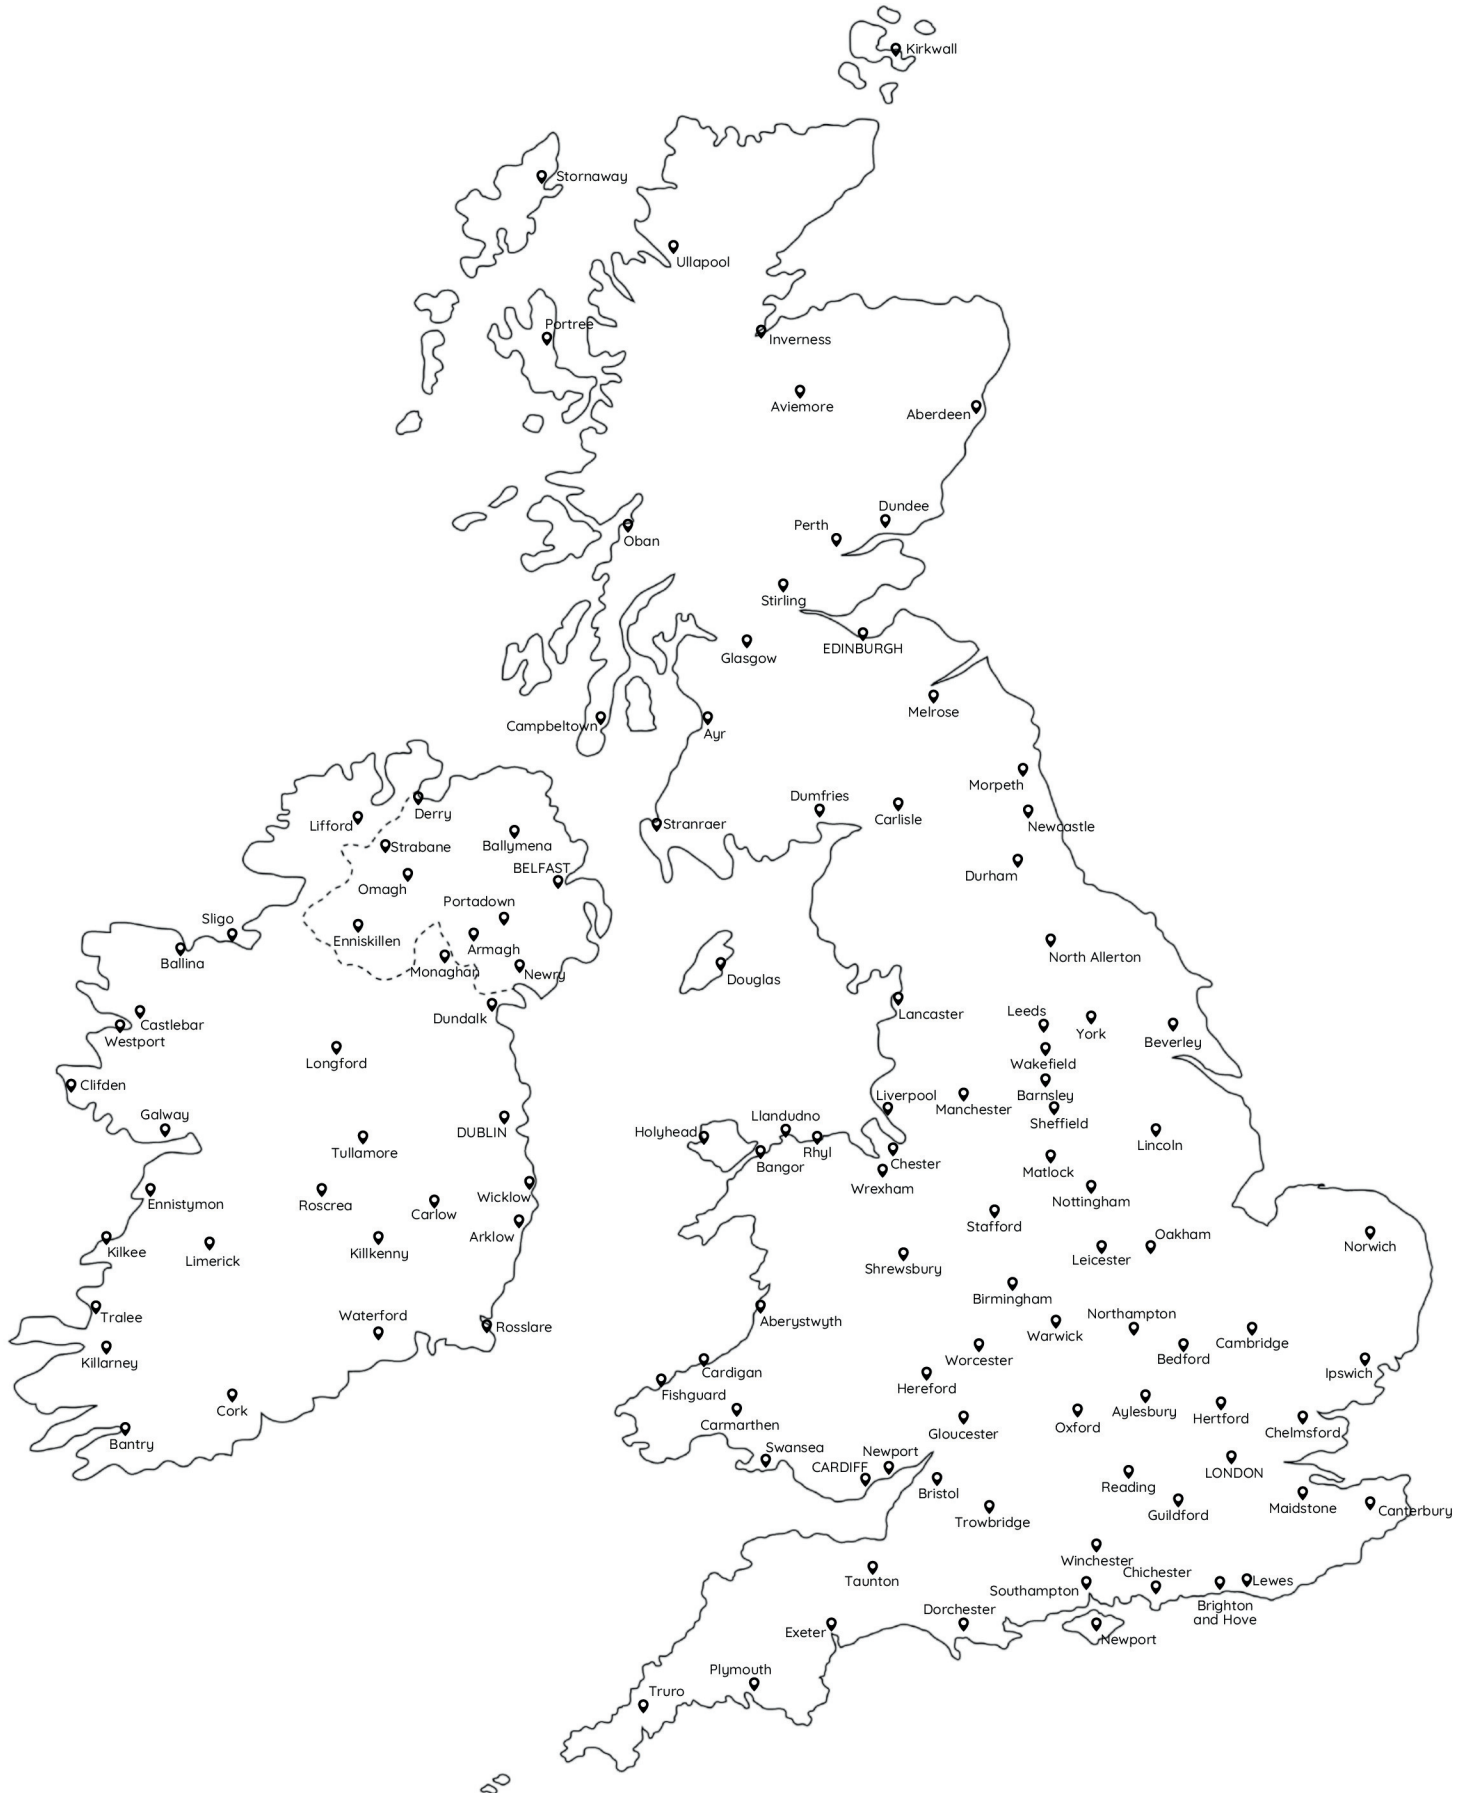 Kirkwall
Stornaway
Ullapool
Portree
Inverness
Aviemore
Aberdeen
Dundee
Perth
Oban
Stirling
EDINBURGH
Glasgow
Melrose
Campbeltown
Ayr
Morpeth
Dumfries
Carlisle
Derry
Lifford
Stranraer
Newcastle
Strabane
Ballymena
BELFAST
Durham
Omagh
Portadown
Sligo
Enniskillen
Armagh
North Allerton
Ballina
Monaghan
Newry
Douglas
Dundalk
Lancaster
Leeds
York
Castlebar
Westport
Beverley
Longford
Wakefield
Clifden
Barnsley
Liverpool
Manchester
Galway
Llandudno
Sheffield
DUBLIN
Holyhead
Lincoln
Tullamore
Rhyl
Chester
Bangor
Matlock
Wrexham
Wicklow
Nottingham
Ennistymon
Roscrea
Carlow
Stafford
Arklow
Oakham
Norwich
Kilkee
Limerick
Killkenny
Leicester
Shrewsbury
Birmingham
Tralee
Waterford
Northampton
Aberystwyth
Rosslare
Warwick
Cambridge
Killarney
Worcester
Bedford
Cardigan
Ipswich
Hereford
Fishguard
Cork
Aylesbury
Hertford
Carmarthen
Oxford
Gloucester
Chelmsford
Bantry
Swansea
Newport
CARDIFF
LONDON
Bristol
Reading
Maidstone
Canterbury
Guildford
Trowbridge
Winchester
Chichester
Taunton
Lewes
Southampton
Brighton
and Hove
Dorchester
Exeter
Newport
Plymouth
Truro